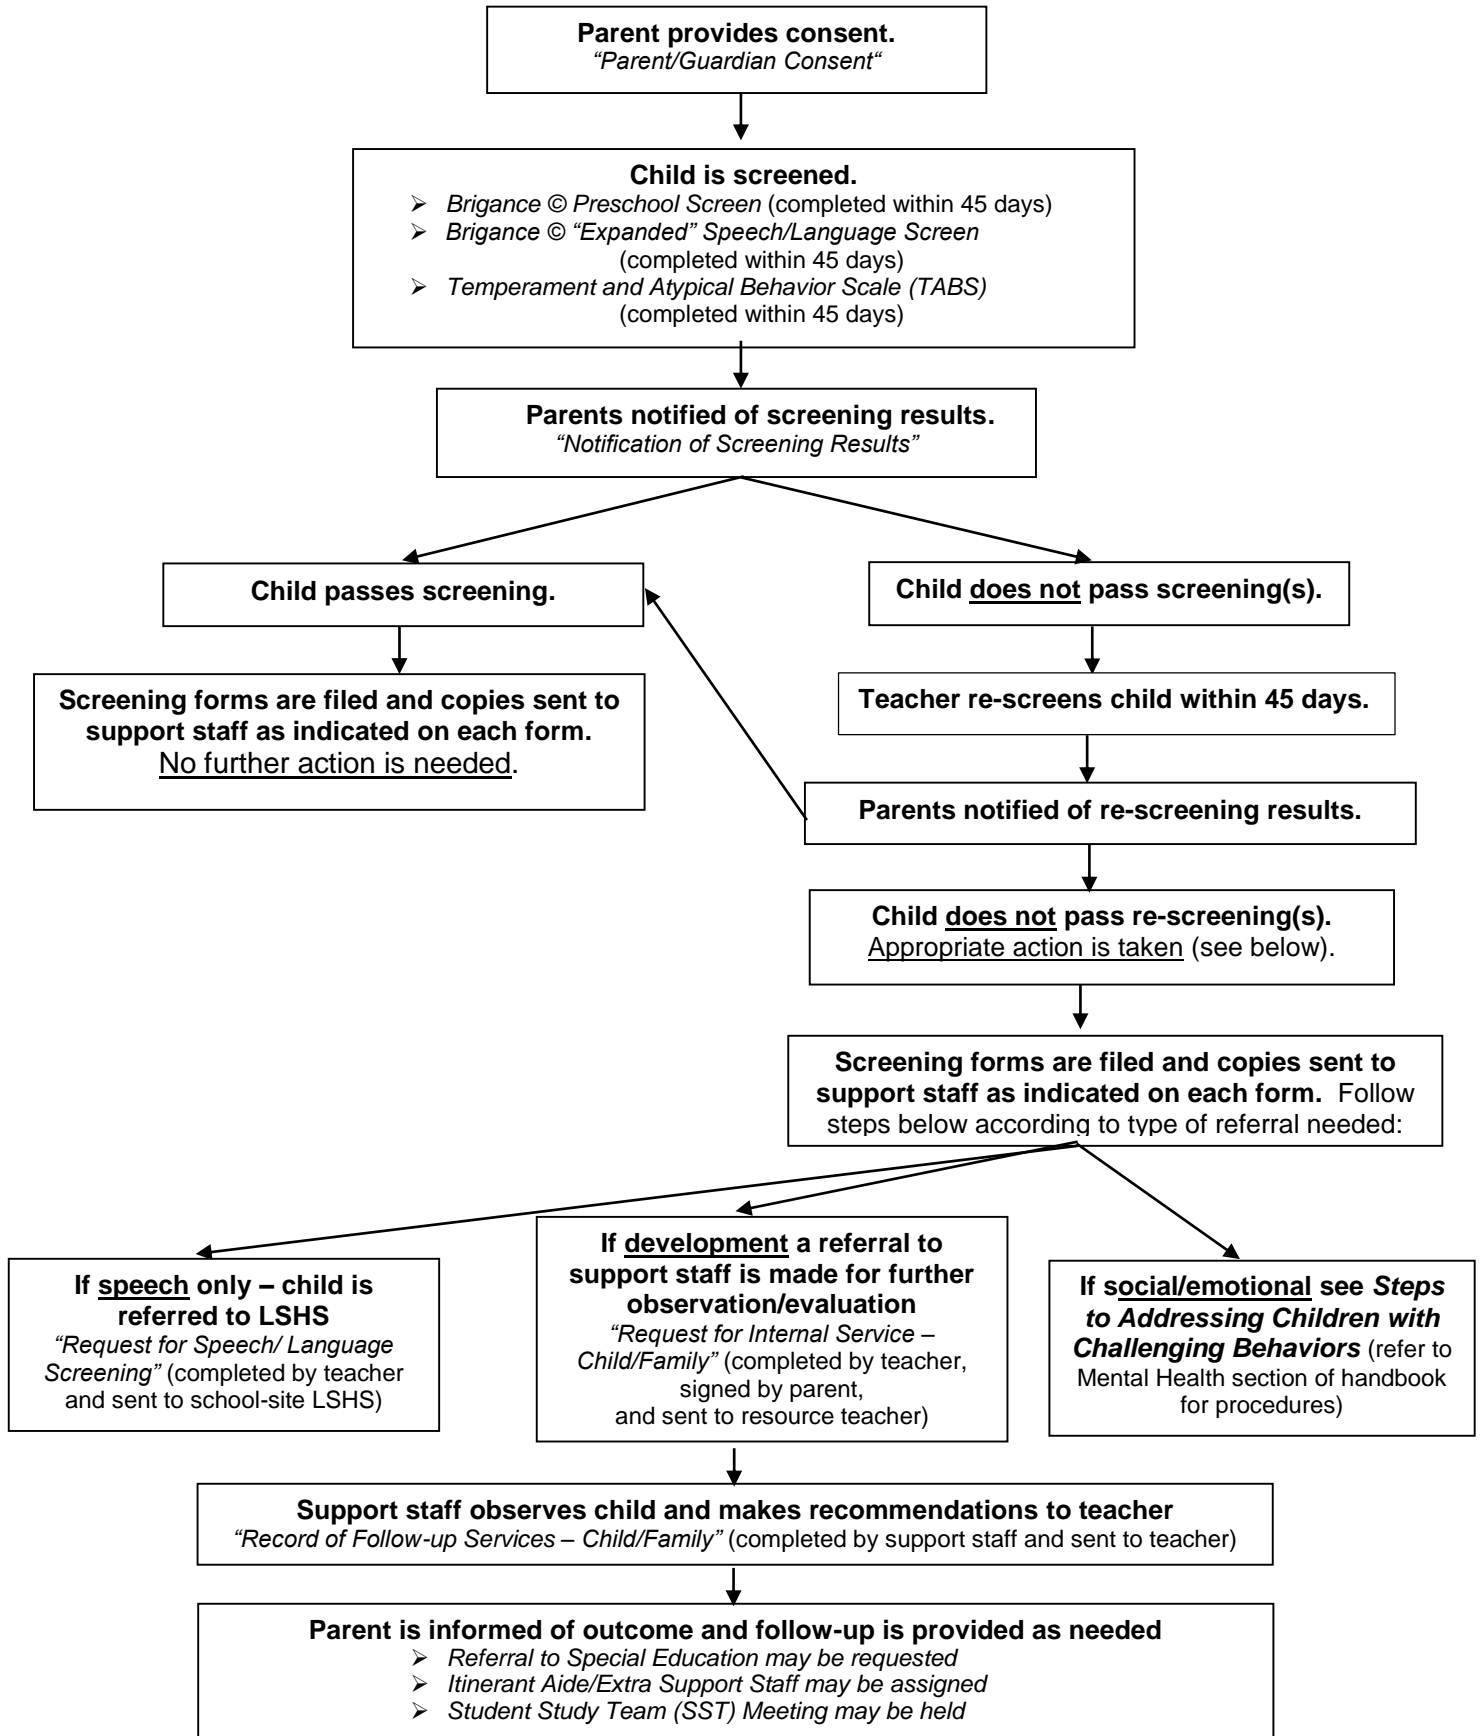 Parent provides consent.
“Parent/Guardian Consent“
Child is screened.
➢ Brigance © Preschool Screen (completed within 45 days)
➢ Brigance © “Expanded” Speech/Language Screen
(completed within 45 days)
➢ Temperament and Atypical Behavior Scale (TABS)
(completed within 45 days)
Parents notified of screening results.
“Notification of Screening Results”
Child passes screening.
Child does not pass screening(s).
Screening forms are filed and copies sent to
support staff as indicated on each form.
No further action is needed.
Teacher re-screens child within 45 days.
Parents notified of re-screening results.
Child does not pass re-screening(s).
Appropriate action is taken (see below).
Screening forms are filed and copies sent to
support staff as indicated on each form. Follow
steps below according to type of referral needed:
If speech only – child is
referred to LSHS
“Request for Speech/ Language
Screening” (completed by teacher
and sent to school-site LSHS)
If development a referral to
support staff is made for further
observation/evaluation
“Request for Internal Service –
Child/Family” (completed by teacher,
signed by parent,
and sent to resource teacher)
If social/emotional see Steps
to Addressing Children with
Challenging Behaviors (refer to
Mental Health section of handbook
for procedures)
Support staff observes child and makes recommendations to teacher
“Record of Follow-up Services – Child/Family” (completed by support staff and sent to teacher)
Parent is informed of outcome and follow-up is provided as needed
➢ Referral to Special Education may be requested
➢ Itinerant Aide/Extra Support Staff may be assigned
➢ Student Study Team (SST) Meeting may be held